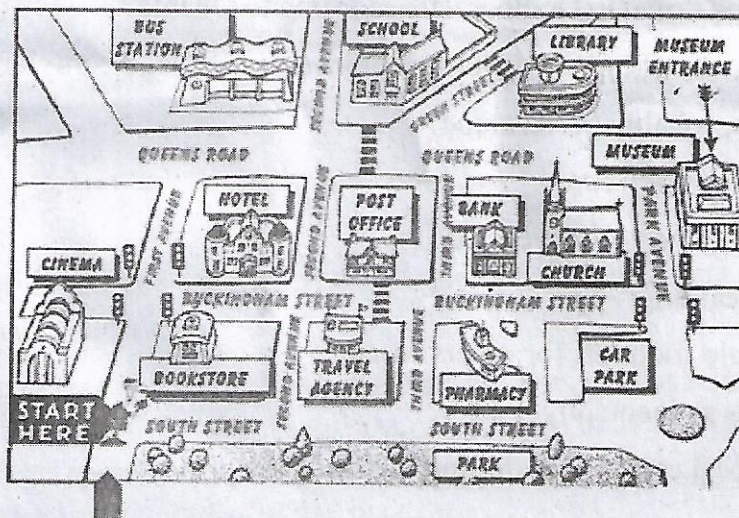 BUS
STATION
SECOND AVENUE
SCHOOL
LIBRARY
MUSEUM
ENTRANCE
GREEN STREET
QUEENS ROAD
QUEENS ROAD
MUSEUM
HOTEL
POST
OFFICE
BANK
CHURCH
PARK AVENUE
CINEMA
FIRST AVENUE
SECOND AVENUE
THIRD AVENUE
BUCKINGHAM STREET
BUCKINGHAM STREET
BOOKSTORE
SECOND AVENUE
TRAVEL
AGENCY
THIRD AVENUE
PHARMACY
CAR
PARK
START
HERE
SOUTH STREET
SOUTH STREET
PARK